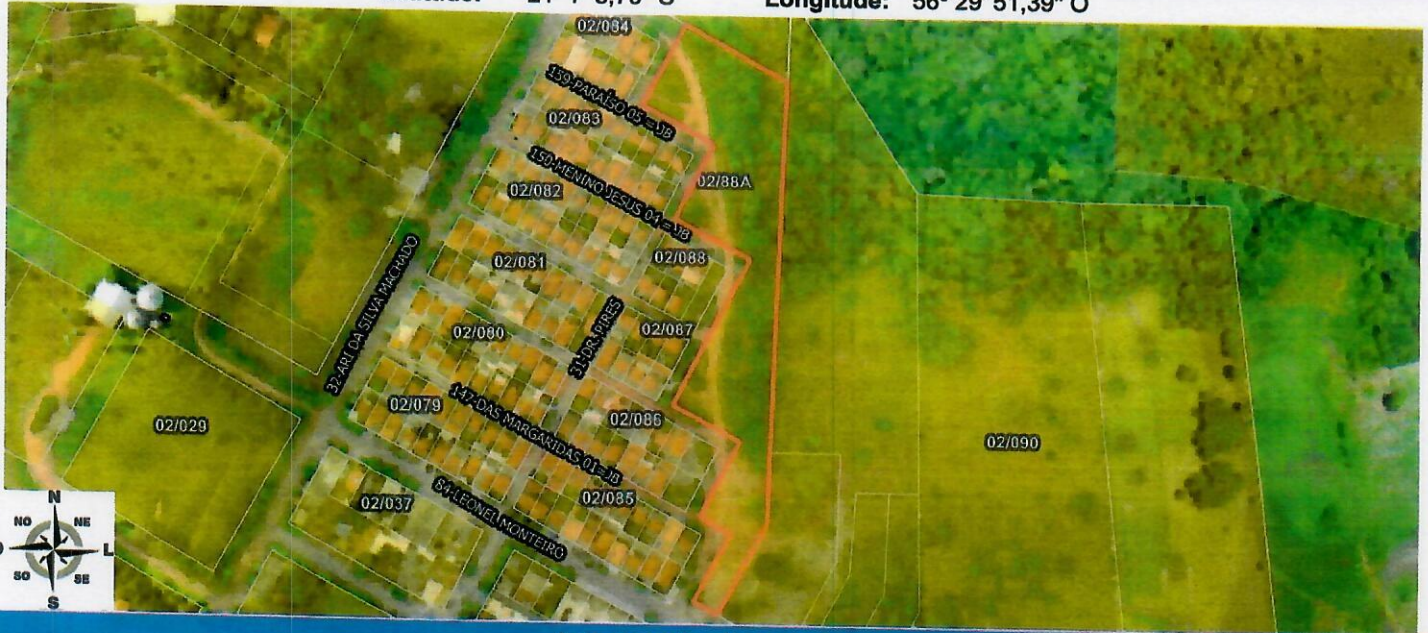 Longitude: 56° 29' 51,39" O
02/084
159-PARAÍSO 05 =JB
02/083
150-MENINO JESUS 04 =JB
02/88A
02/082
02/088
02/081
32-ARI DA SILVA MACHADO
31-DR.PIRES
02/087
02/080
02/079
147-DAS MARGARIDAS 01=JB
02/086
02/029
02/090
02/037
84-LEONEL MONTEIRO
02/085
N
NO NE
O L
SO SE
S